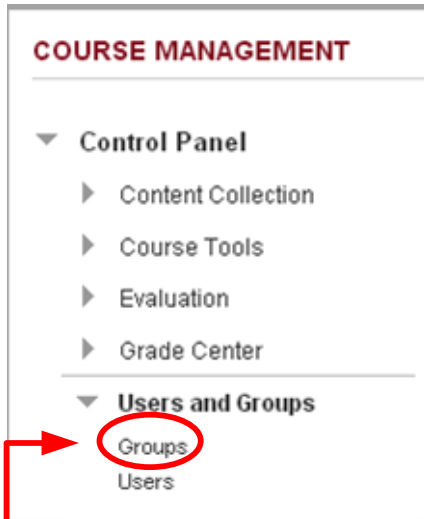 COURSE MANAGEMENT
Control Panel
Content Collection
Course Tools
Evaluation
Grade Center
Users and Groups
Groups
Users